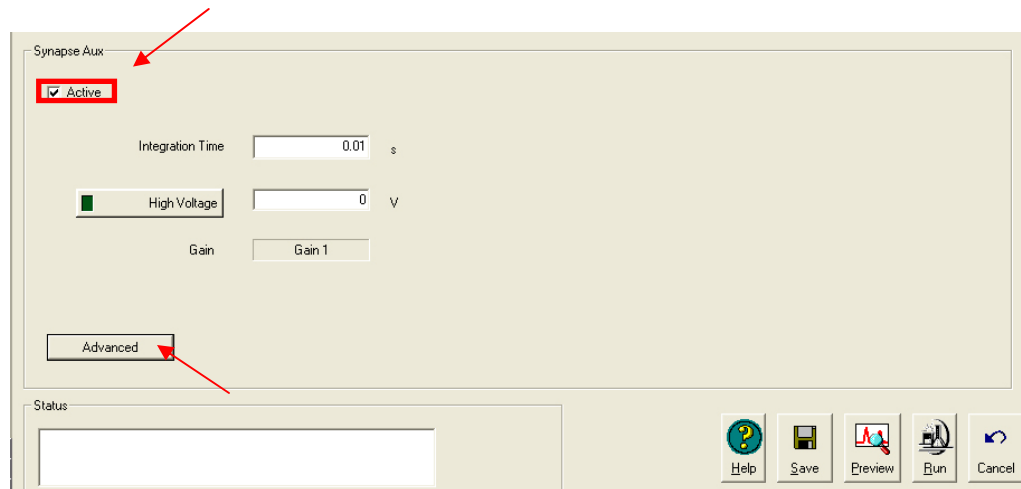 Synapse Aux
Active
Integration Time 0.01 s
High Voltage 0 V
Gain Gain 1
Advanced
Status
? Help Save Preview Run Cancel